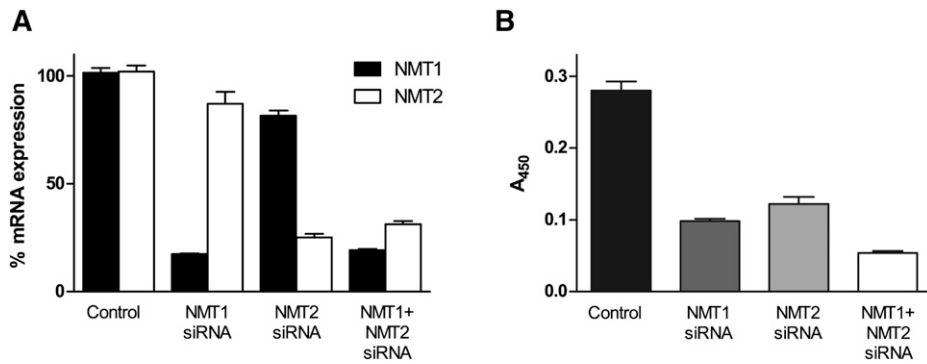 A
% mRNA expression
100
50
0
NMT1
NMT2
Control
NMT1
siRNA
NMT2
siRNA
NMT1+
NMT2
siRNA
B
A450
0.3
0.2
0.1
0.0
Control
NMT1
siRNA
NMT2
siRNA
NMT1+
NMT2
siRNA